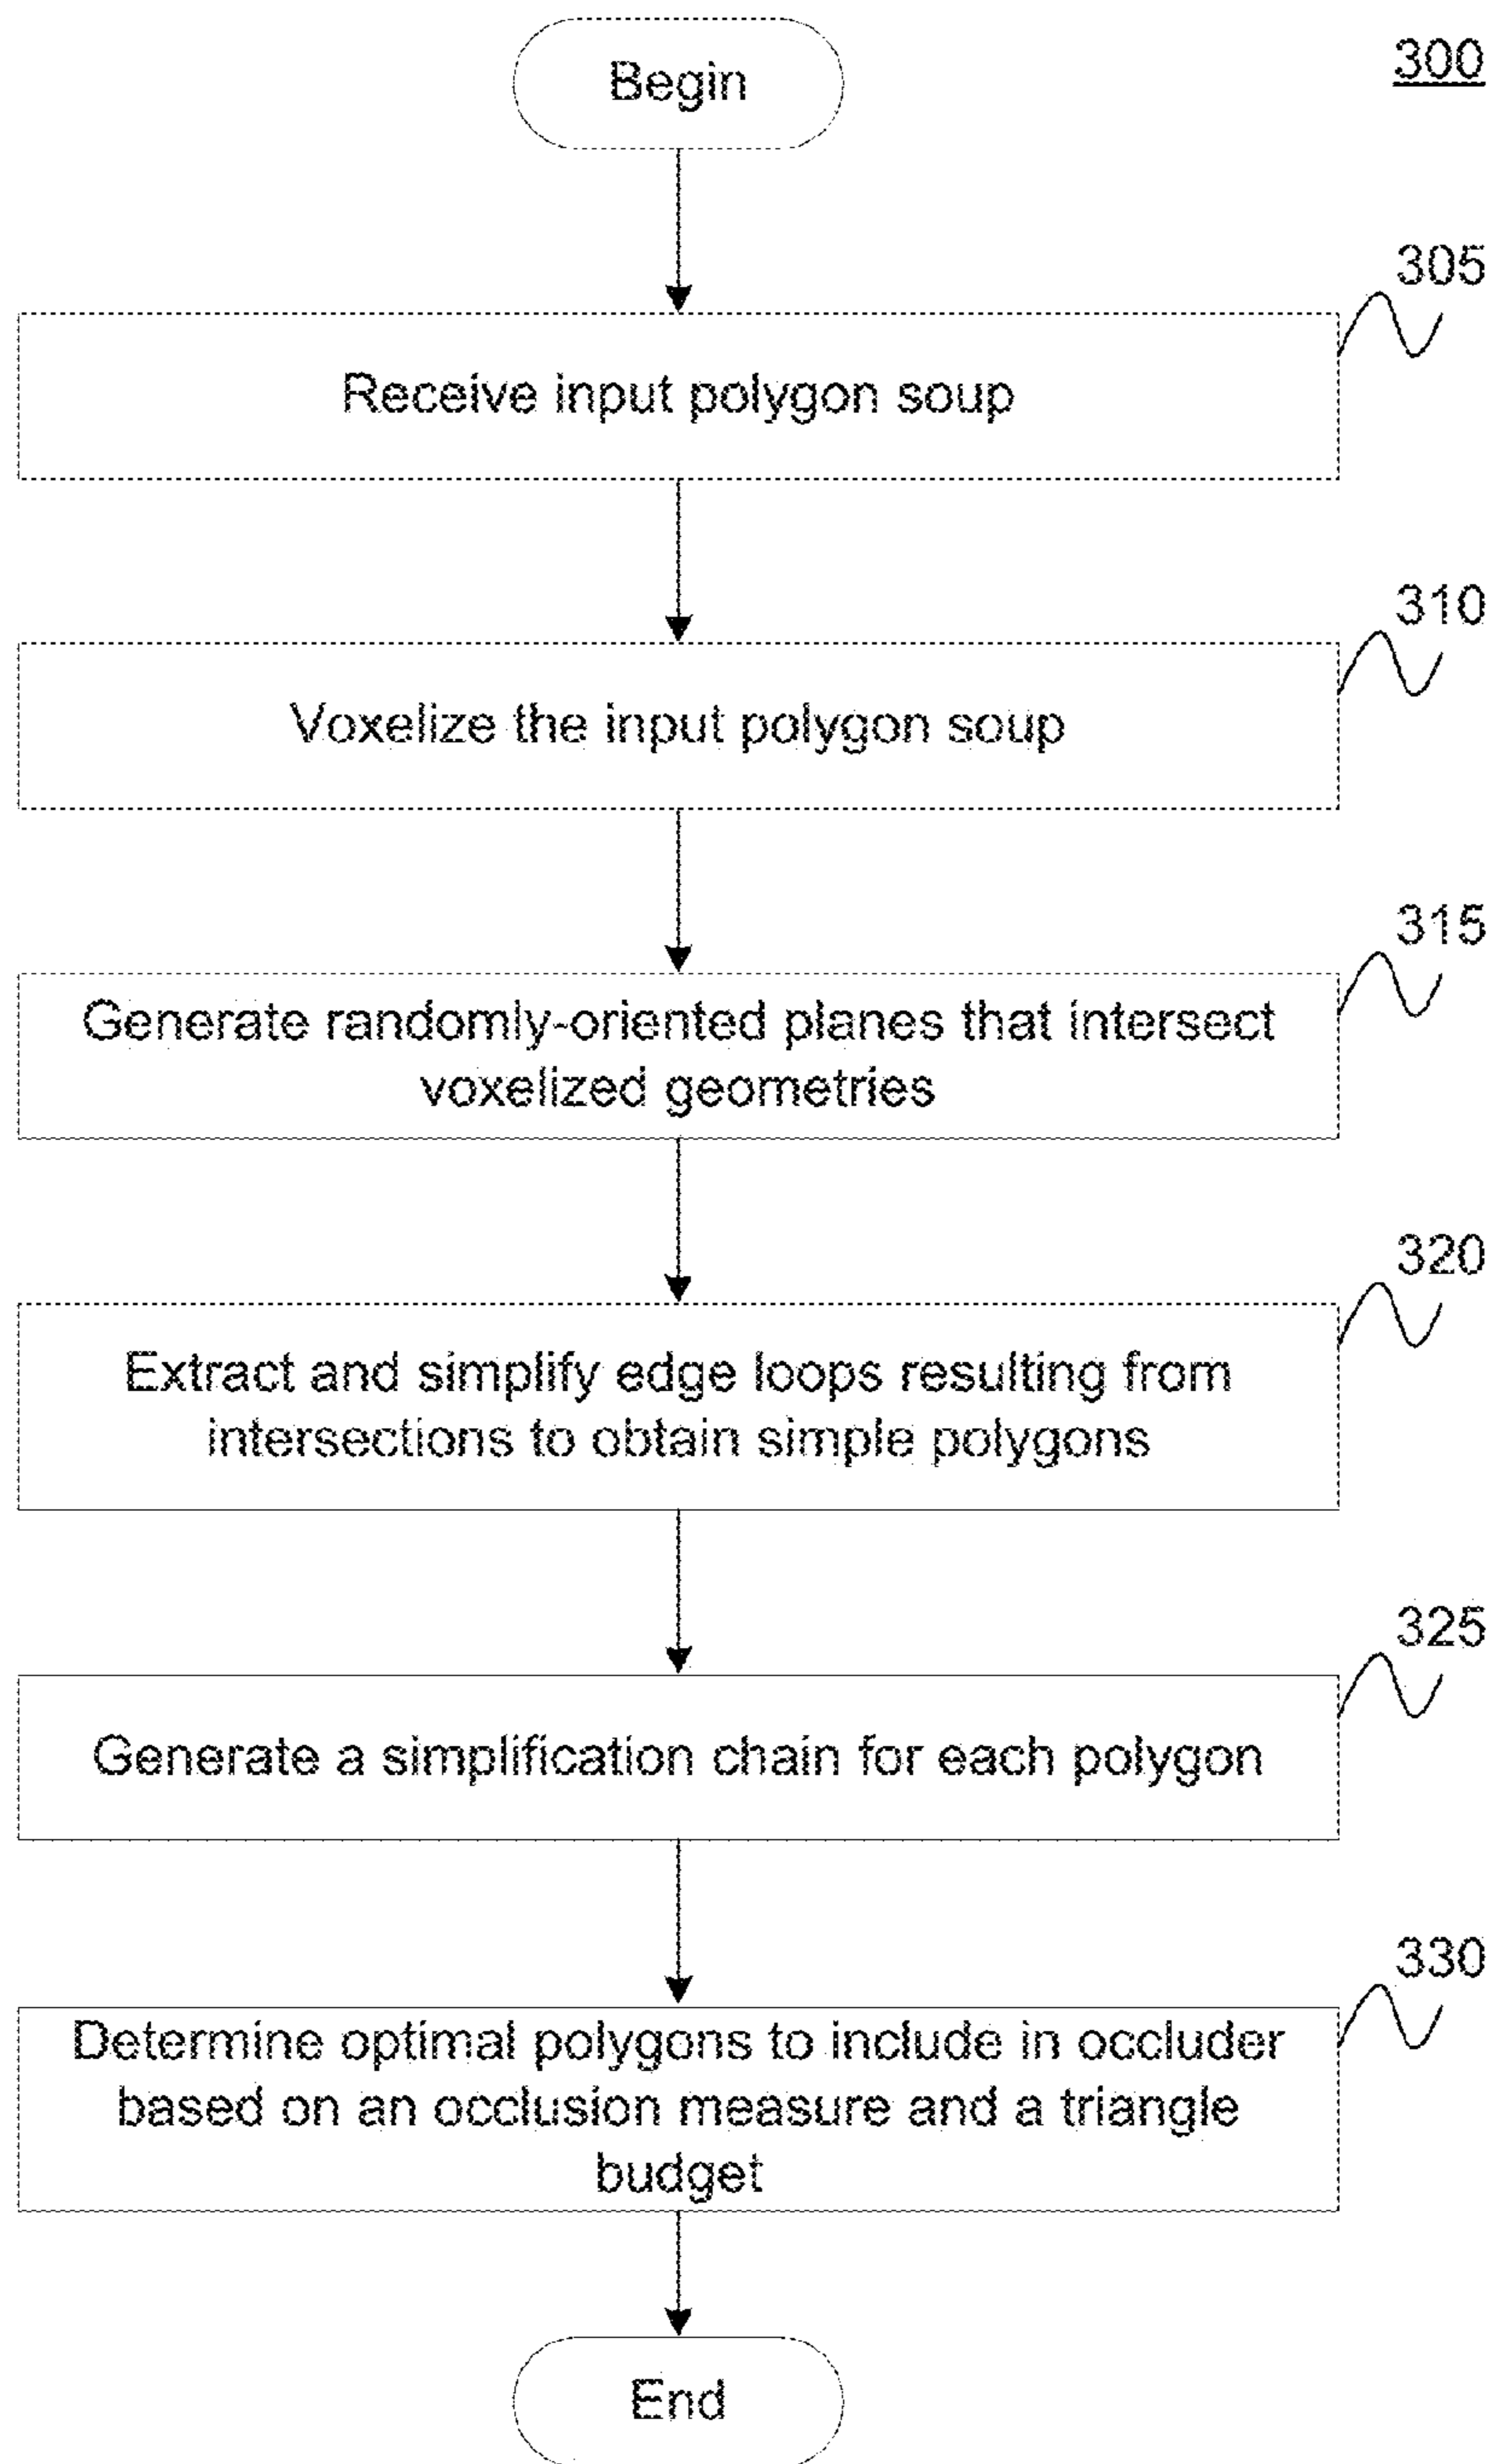 Begin
300
305
Receive input polygon soup
310
Voxelize the input polygon soup
315
Generate randomly-oriented planes that intersect
voxelized geometries
320
Extract and simplify edge loops resulting from
intersections to obtain simple polygons
325
Generate a simplification chain for each polygon
330
Determine optimal polygons to include in occluder
based on an occlusion measure and a triangle
budget
End